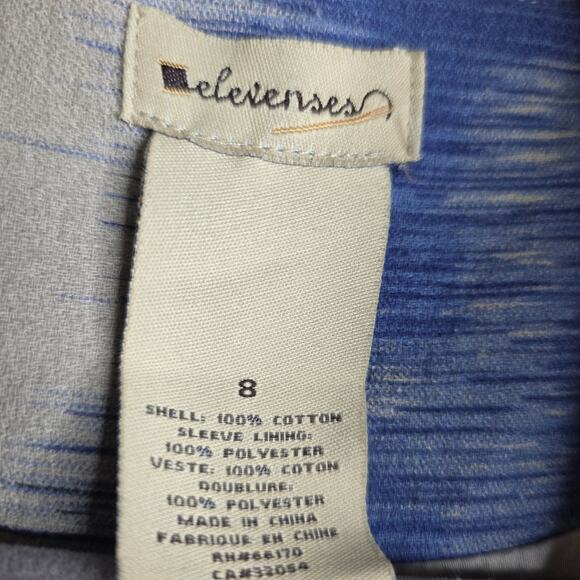 elevenses
8
SHELL: 100% COTTON
SLEEVE LINING:
100% POLYESTER
VESTE: 100% COTON
DOUBLURE:
100% POLYESTER
MADE IN CHINA
FABRIQUE EN CHINE
RN#66170
CA#32054